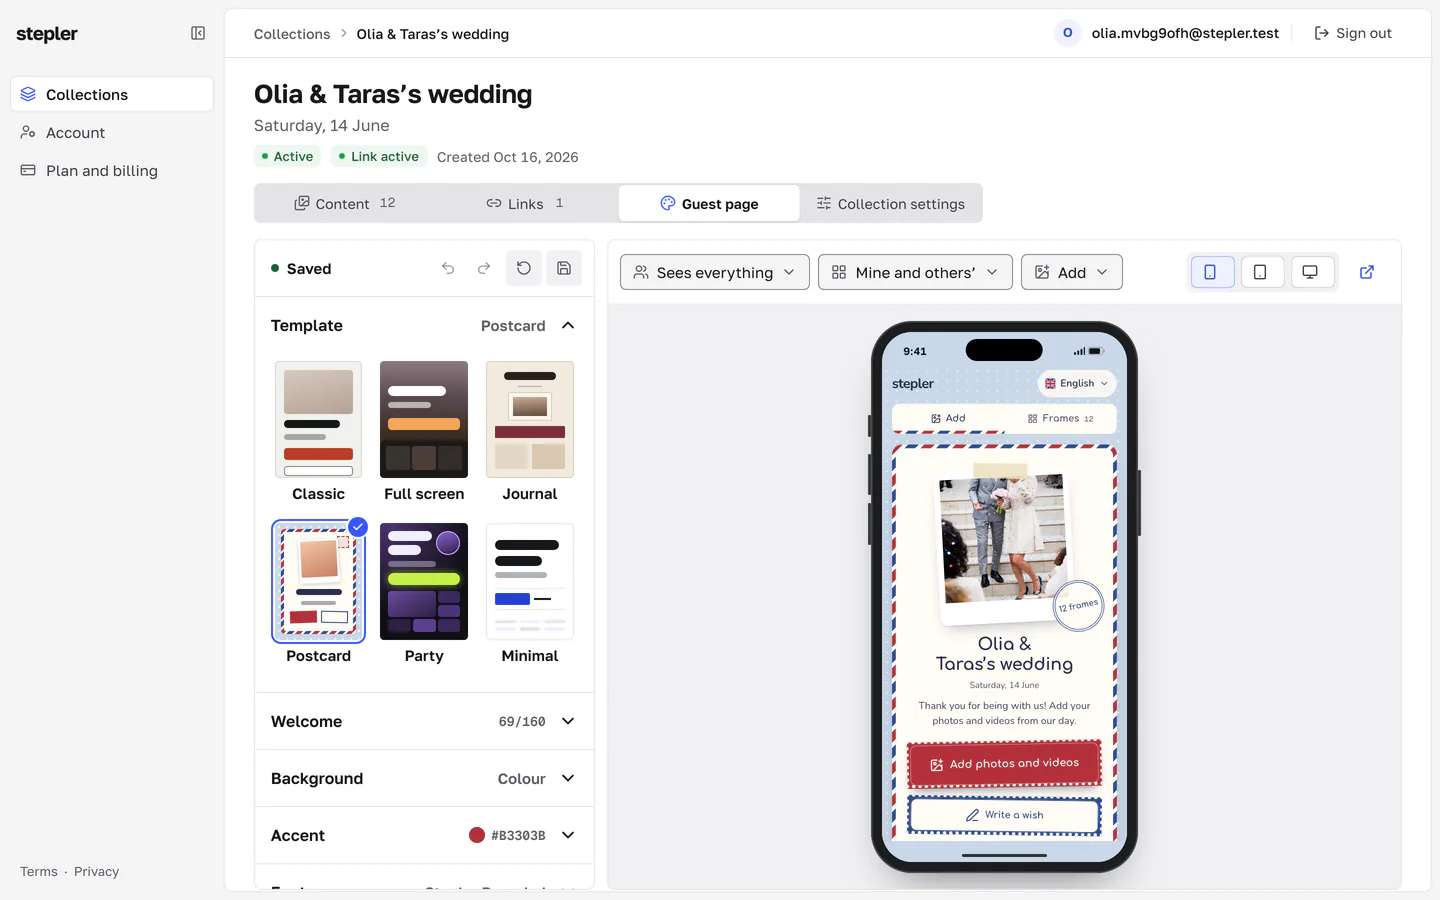 stepler
Collections
Account
Plan and billing
Terms · Privacy
Collections > Olia & Taras’s wedding
O olia.mvbg9ofh@stepler.test
Sign out
Olia & Taras’s wedding
Saturday, 14 June
Active
Link active
Created Oct 16, 2026
Content 12
Links 1
Guest page
Collection settings
Saved
Template Postcard
Classic
Full screen
Journal
Postcard
Party
Minimal
Welcome 69/160
Background Colour
Accent #B3303B
Sees everything
Mine and others’
Add
9:41
stepler
English
Add
Frames 12
12 frames
Olia &
Taras’s wedding
Saturday, 14 June
Thank you for being with us! Add your
photos and videos from our day.
Add photos and videos
Write a wish